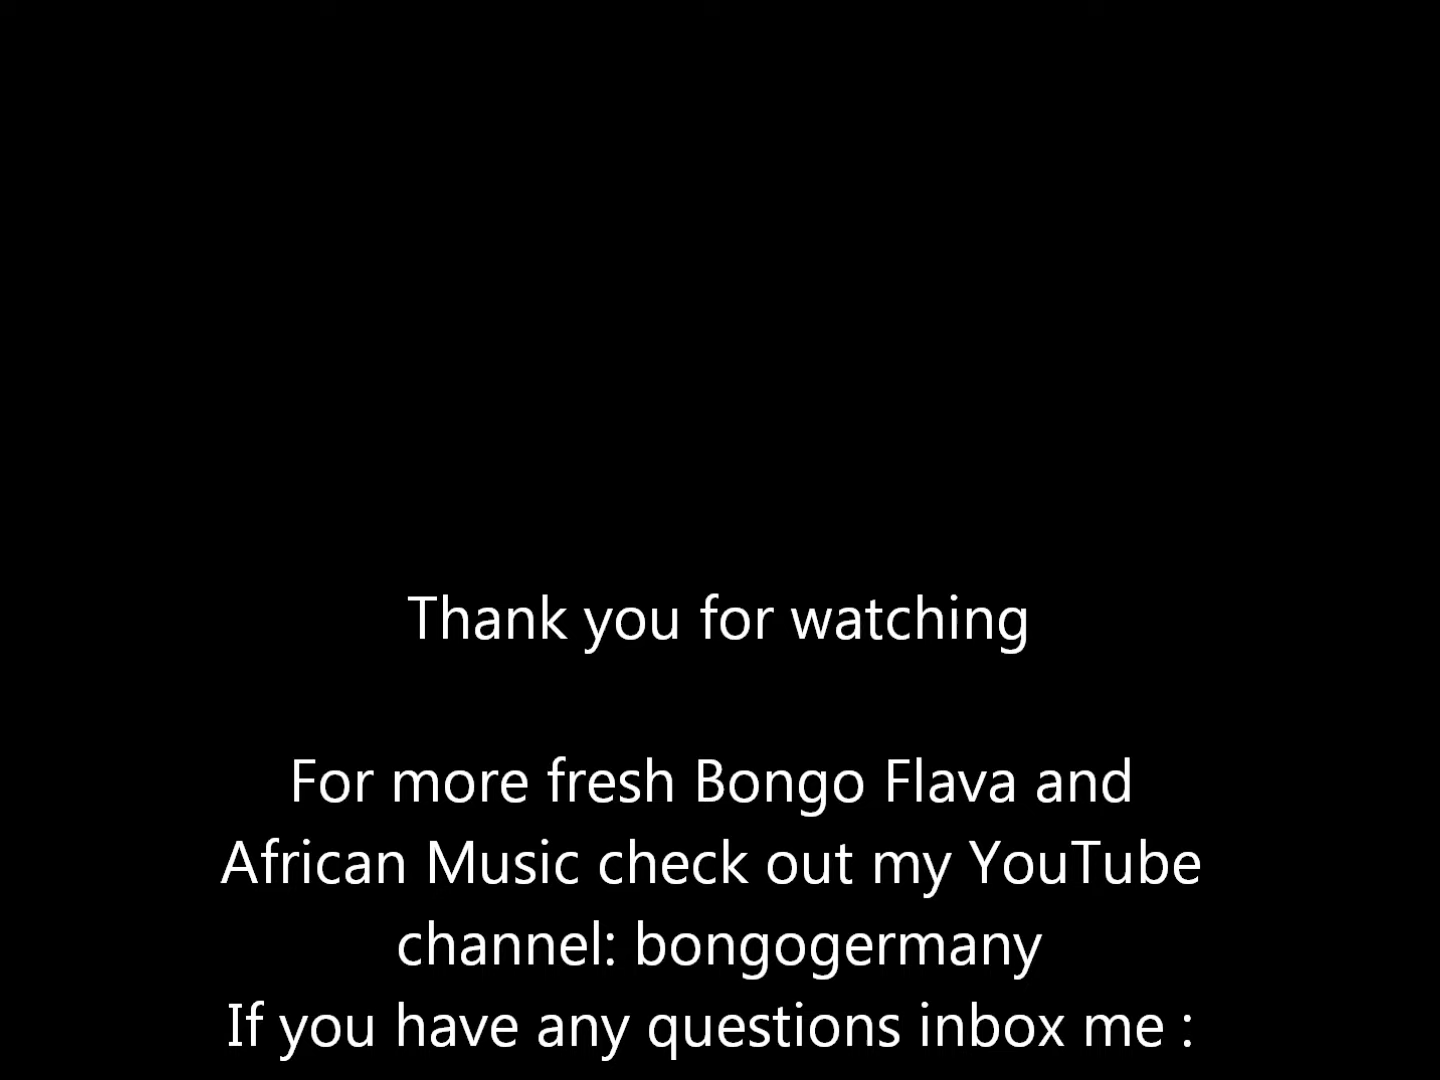 Thank you for watching
For more fresh Bongo Flava and
African Music check out my YouTube
channel: bongogermany
If you have any questions inbox me :